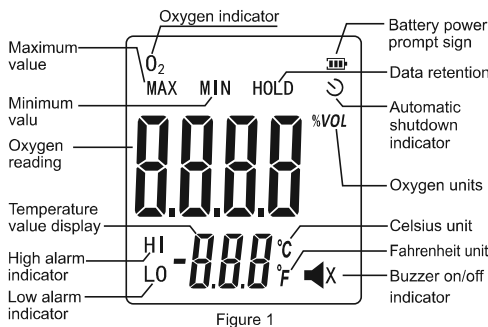 Oxygen indicator
Battery power
prompt sign
Maximum
value
O2
MAX MIN HOLD
Data retention
Minimum
valu
Automatic
shutdown
indicator
Oxygen
reading
%VOL
8.8.8.8
Oxygen units
Temperature
value display
HI
-8.8.8
°C
Celsius unit
High alarm
indicator
LO
°F
Fahrenheit unit
X
Buzzer on/off
indicator
Low alarm
indicator
Figure 1